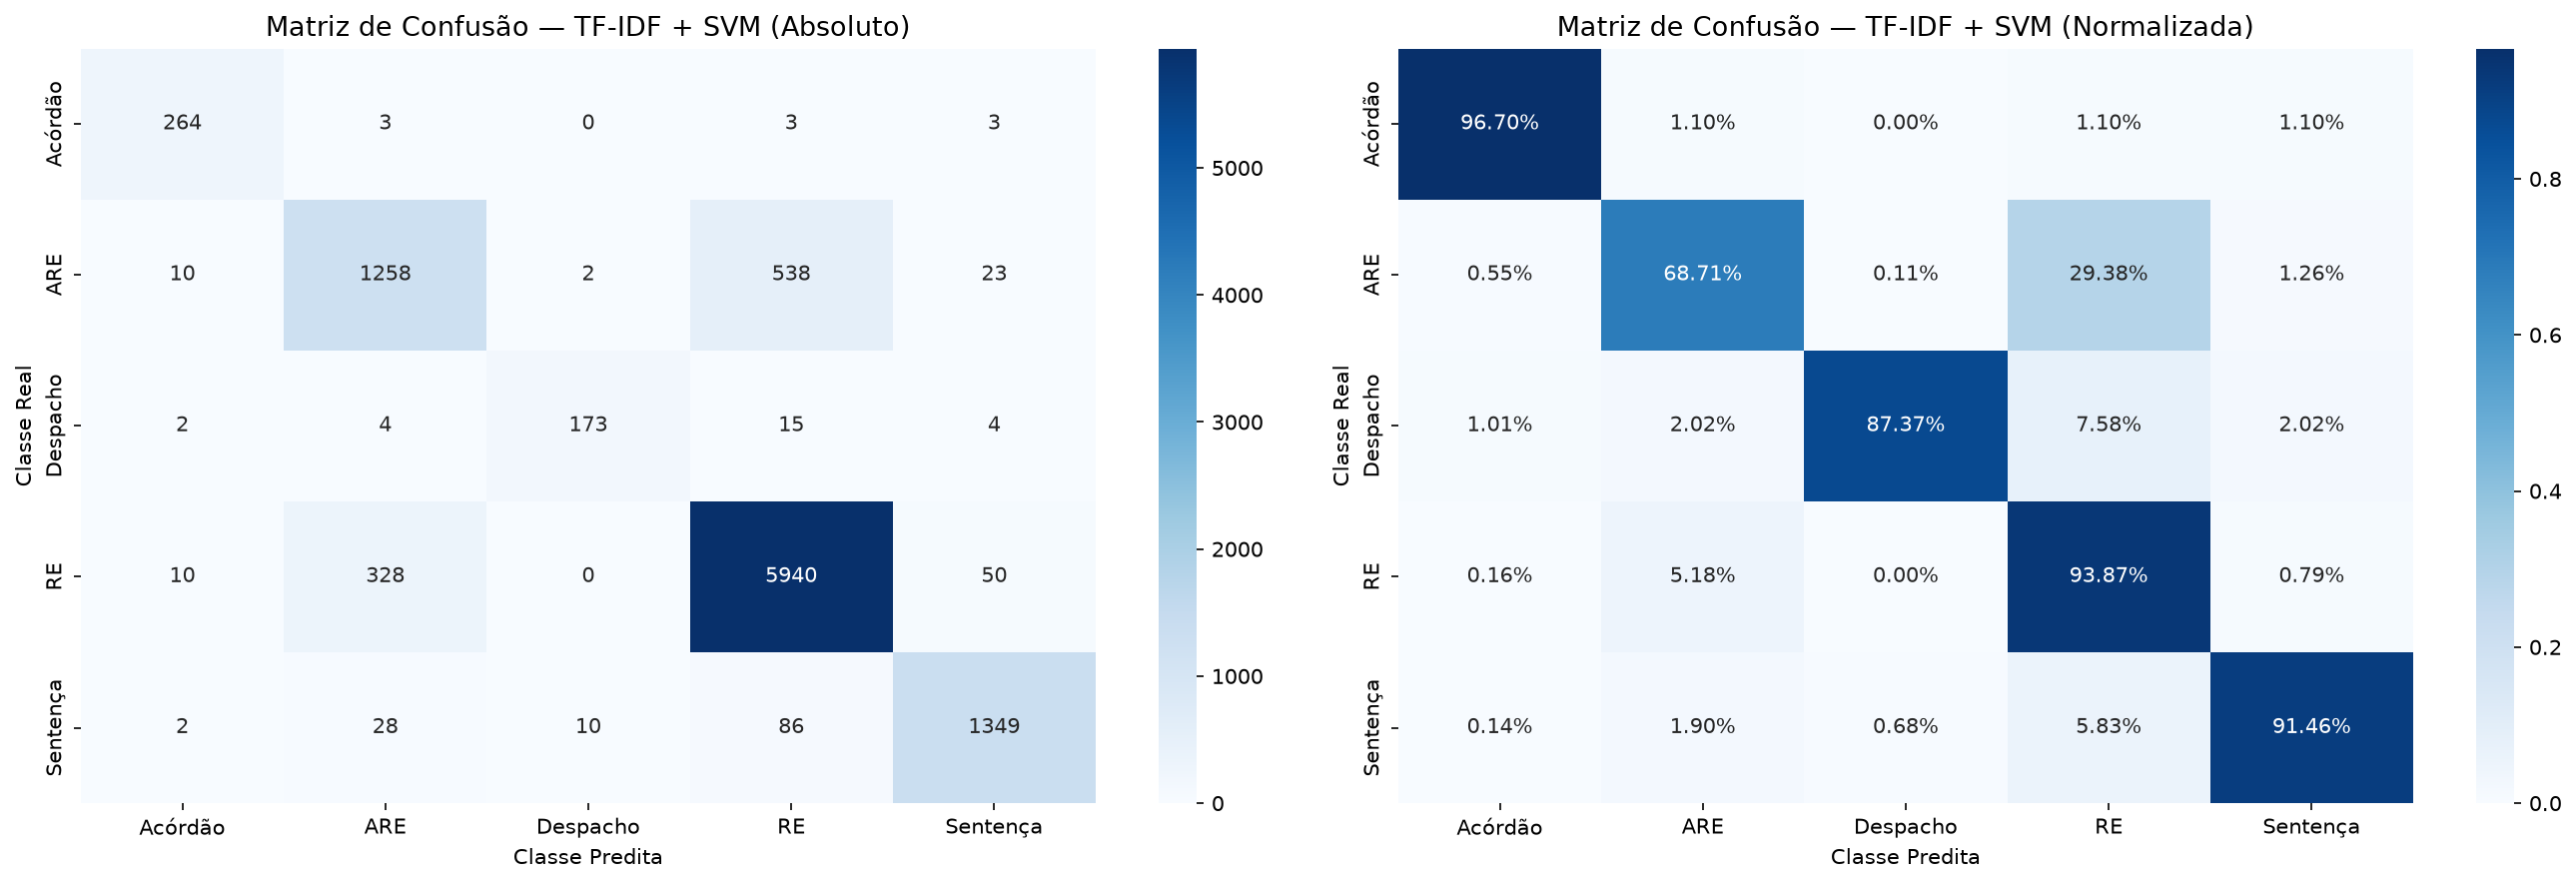 Matriz de Confusão — TF-IDF + SVM (Absoluto)
Classe Real
Acórdão
264 3 0 3 3
ARE
10 1258 2 538 23
Despacho
2 4 173 15 4
RE
10 328 0 5940 50
Sentença
2 28 10 86 1349
Acórdão ARE Despacho RE Sentença
Classe Predita
5000
4000
3000
2000
1000
0
Matriz de Confusão — TF-IDF + SVM (Normalizada)
Classe Real
Acórdão
96.70% 1.10% 0.00% 1.10% 1.10%
ARE
0.55% 68.71% 0.11% 29.38% 1.26%
Despacho
1.01% 2.02% 87.37% 7.58% 2.02%
RE
0.16% 5.18% 0.00% 93.87% 0.79%
Sentença
0.14% 1.90% 0.68% 5.83% 91.46%
Acórdão ARE Despacho RE Sentença
Classe Predita
0.8
0.6
0.4
0.2
0.0